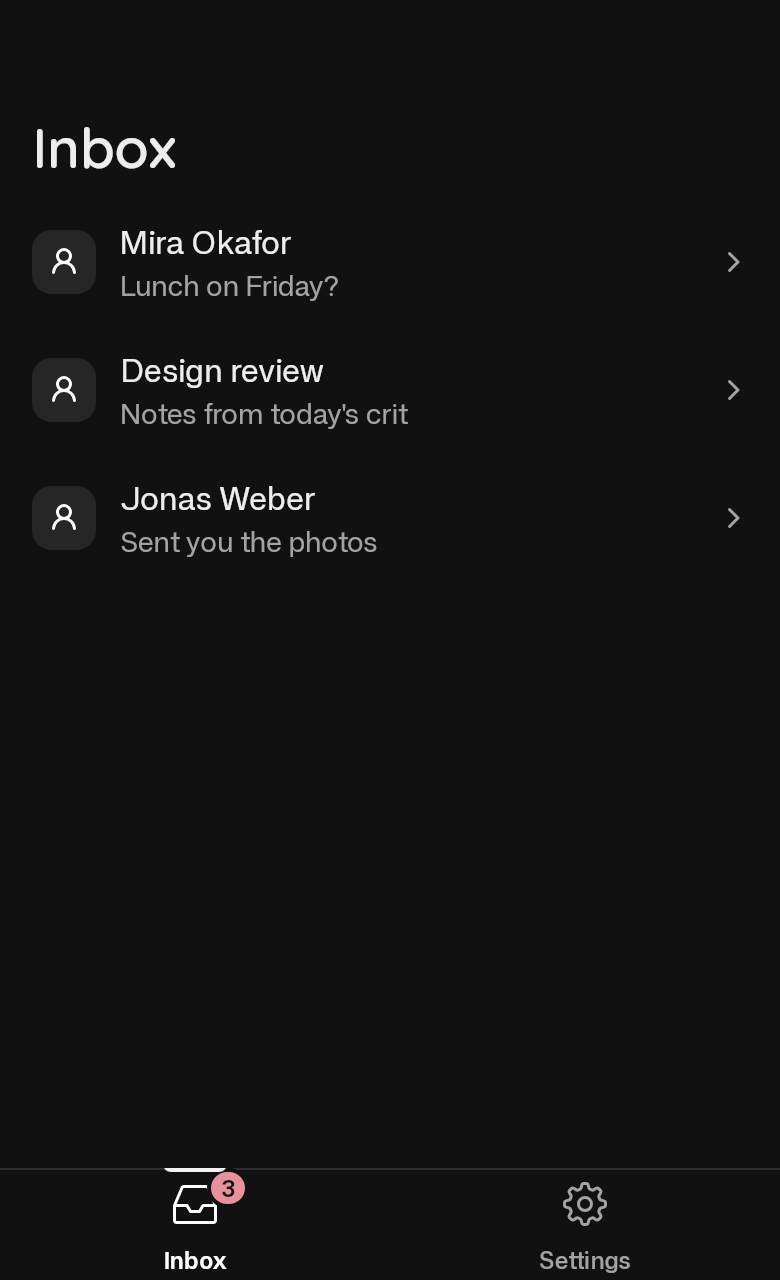 Inbox
Mira Okafor
Lunch on Friday?
Design review
Notes from today's crit
Jonas Weber
Sent you the photos
3
Inbox
Settings